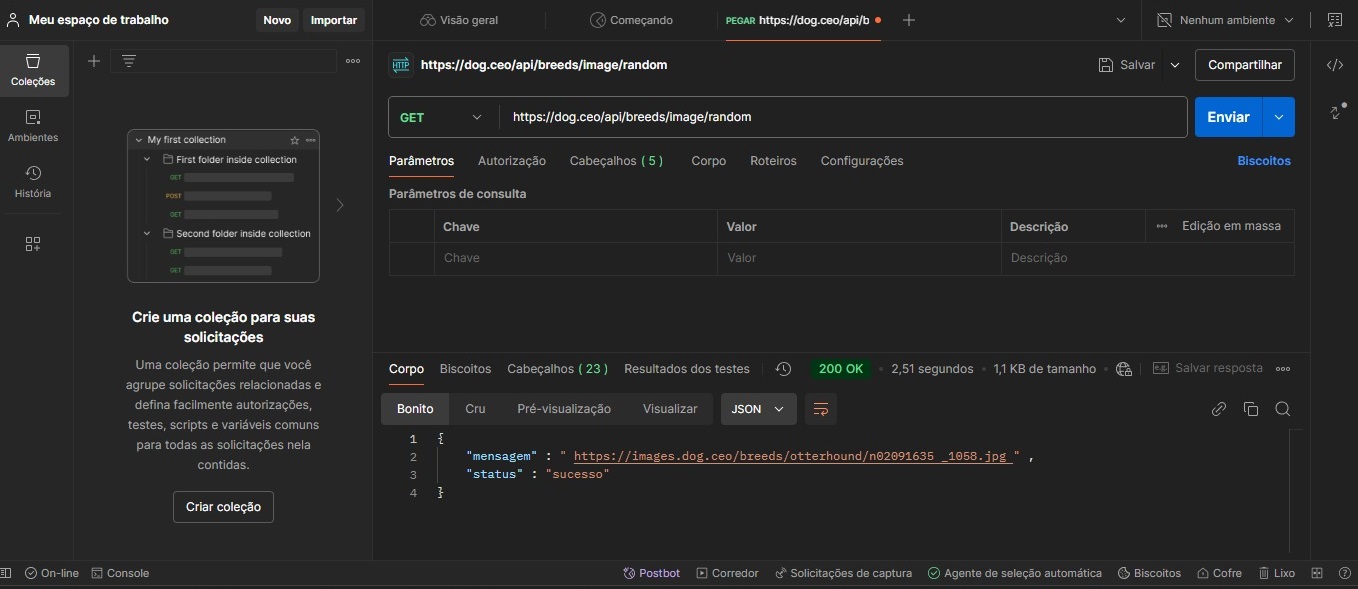 Meu espaço de trabalho
Novo
Importar
Visão geral
Começando
PEGAR https://dog.ceo/api/b
Nenhum ambiente
Coleções
Ambientes
História
My first collection
First folder inside collection
GET
POST
GET
Second folder inside collection
GET
GET
Crie uma coleção para suas
solicitações
Uma coleção permite que você
agrupe solicitações relacionadas e
defina facilmente autorizações,
testes, scripts e variáveis comuns
para todas as solicitações nela
contidas.
Criar coleção
HTTP
https://dog.ceo/api/breeds/image/random
Salvar
Compartilhar
GET
https://dog.ceo/api/breeds/image/random
Enviar
Parâmetros
Autorização
Cabeçalhos ( 5 )
Corpo
Roteiros
Configurações
Biscoitos
Parâmetros de consulta
Chave
Valor
Descrição
Edição em massa
Chave
Valor
Descrição
Corpo
Biscoitos
Cabeçalhos ( 23 )
Resultados dos testes
200 OK
2,51 segundos
1,1 KB de tamanho
Salvar resposta
Bonito
Cru
Pré-visualização
Visualizar
JSON
1 {
2 "mensagem" : " https://images.dog.ceo/breeds/otterhound/n02091635 _1058.jpg " ,
3 "status" : "sucesso"
4 }
On-line
Console
Postbot
Corredor
Solicitações de captura
Agente de seleção automática
Biscoitos
Cofre
Lixo